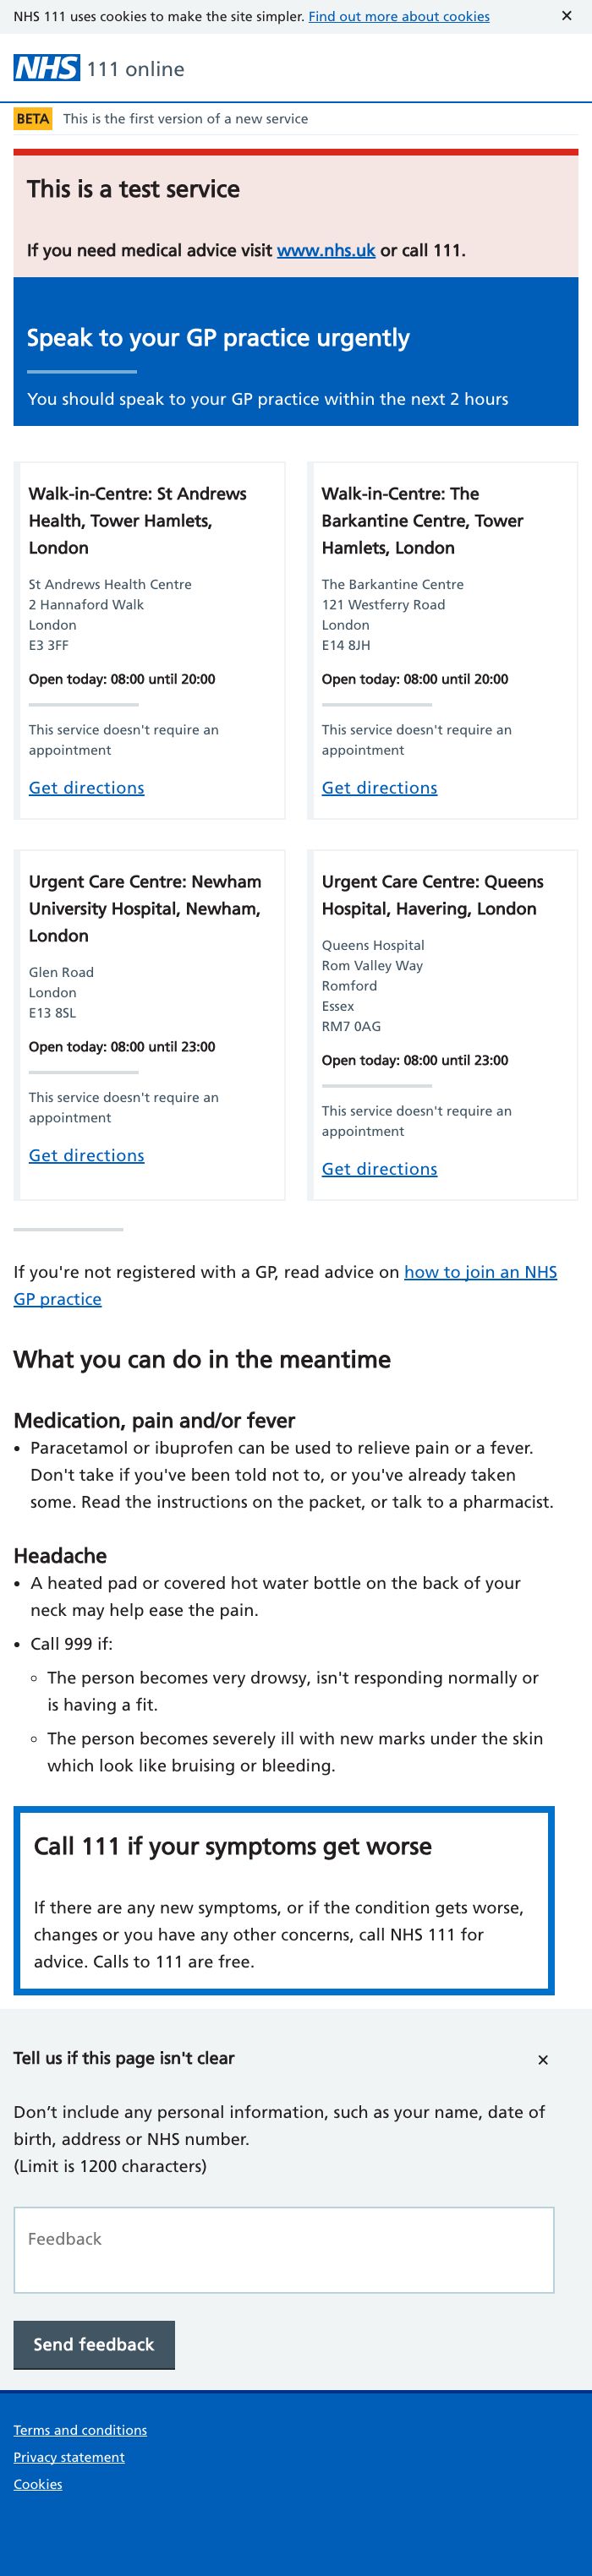 NHS 111 uses cookies to make the site simpler. Find out more about cookies ✕
NHS 111 online
BETA This is the first version of a new service
This is a test service
If you need medical advice visit www.nhs.uk or call 111.
Speak to your GP practice urgently
You should speak to your GP practice within the next 2 hours
Walk-in-Centre: St Andrews
Health, Tower Hamlets,
London
St Andrews Health Centre
2 Hannaford Walk
London
E3 3FF
Open today: 08:00 until 20:00
This service doesn't require an
appointment
Get directions
Walk-in-Centre: The
Barkantine Centre, Tower
Hamlets, London
The Barkantine Centre
121 Westferry Road
London
E14 8JH
Open today: 08:00 until 20:00
This service doesn't require an
appointment
Get directions
Urgent Care Centre: Newham
University Hospital, Newham,
London
Glen Road
London
E13 8SL
Open today: 08:00 until 23:00
This service doesn't require an
appointment
Get directions
Urgent Care Centre: Queens
Hospital, Havering, London
Queens Hospital
Rom Valley Way
Romford
Essex
RM7 0AG
Open today: 08:00 until 23:00
This service doesn't require an
appointment
Get directions
If you're not registered with a GP, read advice on how to join an NHS
GP practice
What you can do in the meantime
Medication, pain and/or fever
• Paracetamol or ibuprofen can be used to relieve pain or a fever.
Don't take if you've been told not to, or you've already taken
some. Read the instructions on the packet, or talk to a pharmacist.
Headache
• A heated pad or covered hot water bottle on the back of your
neck may help ease the pain.
• Call 999 if:
◦ The person becomes very drowsy, isn't responding normally or
is having a fit.
◦ The person becomes severely ill with new marks under the skin
which look like bruising or bleeding.
Call 111 if your symptoms get worse
If there are any new symptoms, or if the condition gets worse,
changes or you have any other concerns, call NHS 111 for
advice. Calls to 111 are free.
Tell us if this page isn't clear ✕
Don’t include any personal information, such as your name, date of
birth, address or NHS number.
(Limit is 1200 characters)
Feedback
Send feedback
Terms and conditions
Privacy statement
Cookies